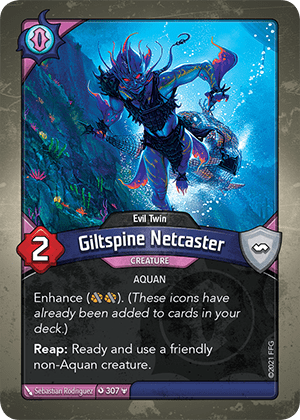 Evil Twin
Giltspine Netcaster
2
CREATURE
AQUAN
Enhance ( ). (These icons have
already been added to cards in your
deck.)
Reap: Ready and use a friendly
non-Aquan creature.
Sebastian Rodriguez
307
©2021 FFG